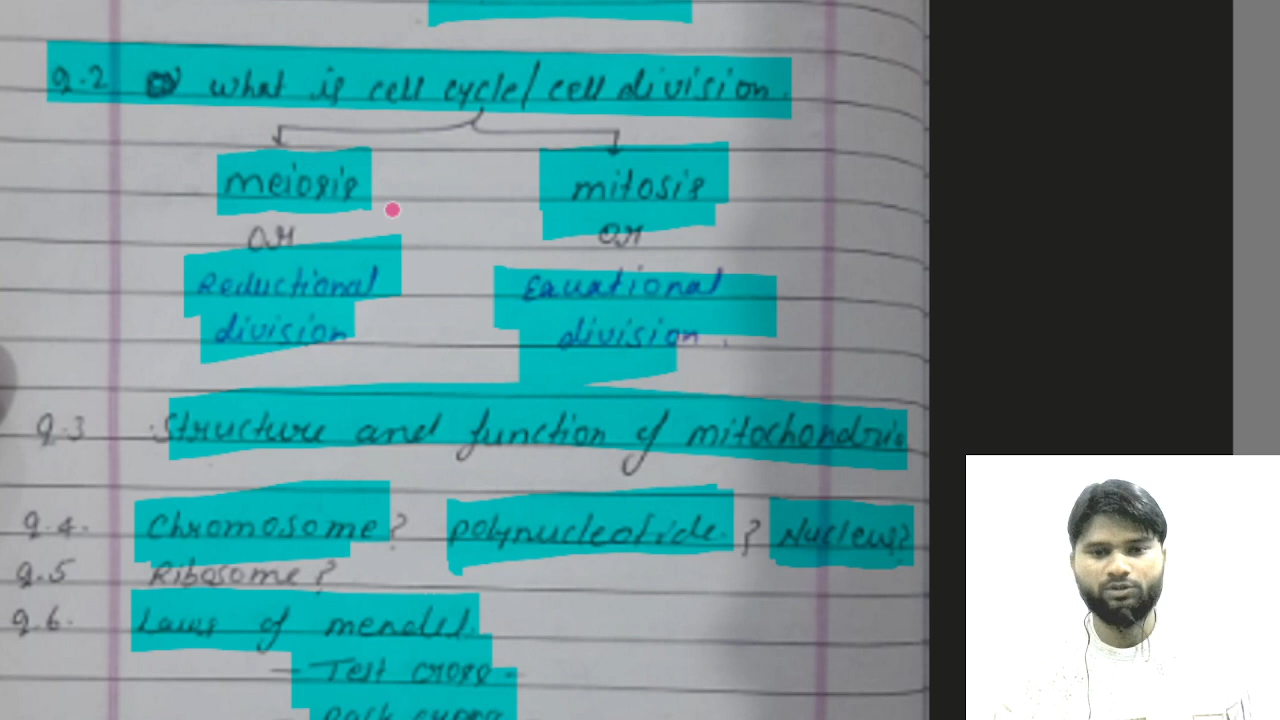 Q.2 what is cell cycle/cell division.
meiosis mitosis
or or
Reductional Equational
division division.
Q.3 Structure and function of mitochondria
Q.4. Chromosome? polynucleotide? Nucleus?
Q.5 Ribosome?
Q.6. Laws of mendel.
- Test cross -